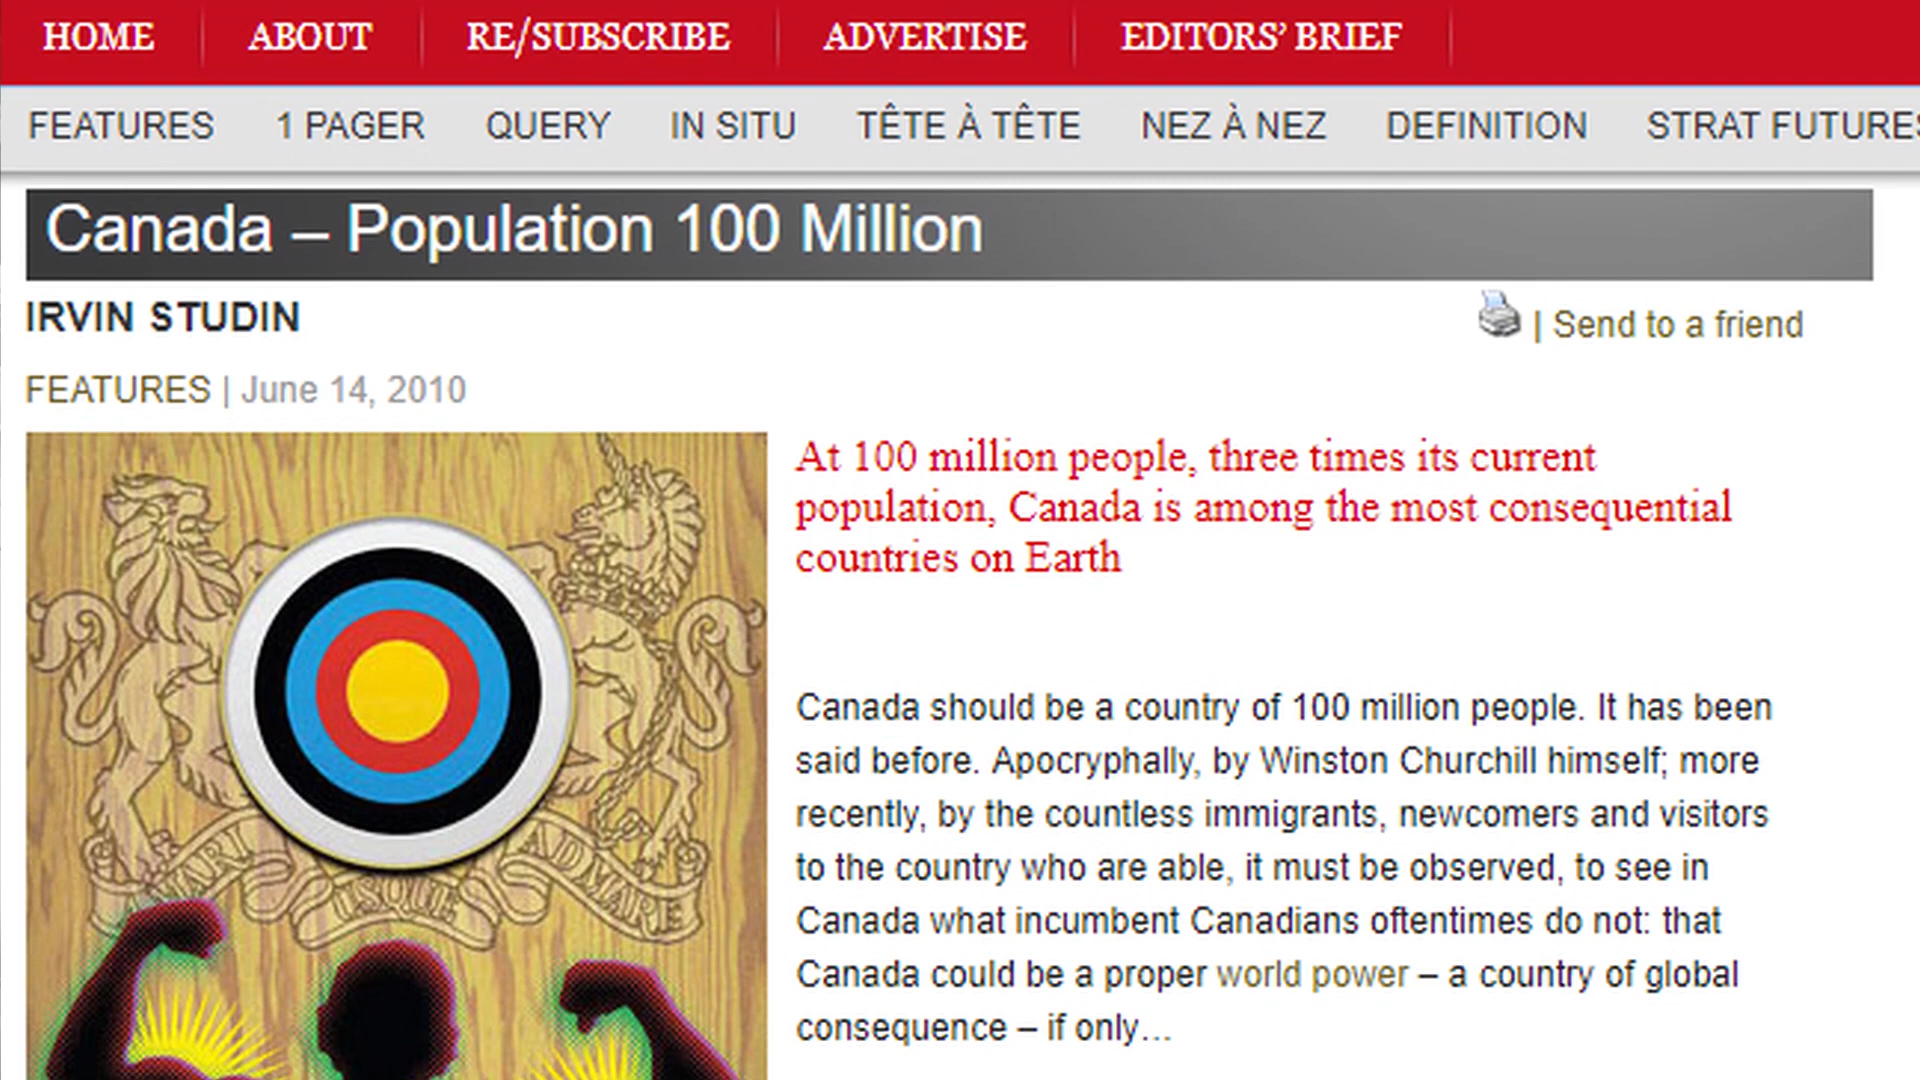 HOME ABOUT RE/SUBSCRIBE ADVERTISE EDITORS' BRIEF
FEATURES 1 PAGER QUERY IN SITU TÊTE À TÊTE NEZ À NEZ DEFINITION STRAT FUTURES
Canada – Population 100 Million
IRVIN STUDIN
| Send to a friend
FEATURES | June 14, 2010
At 100 million people, three times its current
population, Canada is among the most consequential
countries on Earth
Canada should be a country of 100 million people. It has been
said before. Apocryphally, by Winston Churchill himself; more
recently, by the countless immigrants, newcomers and visitors
to the country who are able, it must be observed, to see in
Canada what incumbent Canadians oftentimes do not: that
Canada could be a proper world power – a country of global
consequence – if only…
USQUE AD MARE